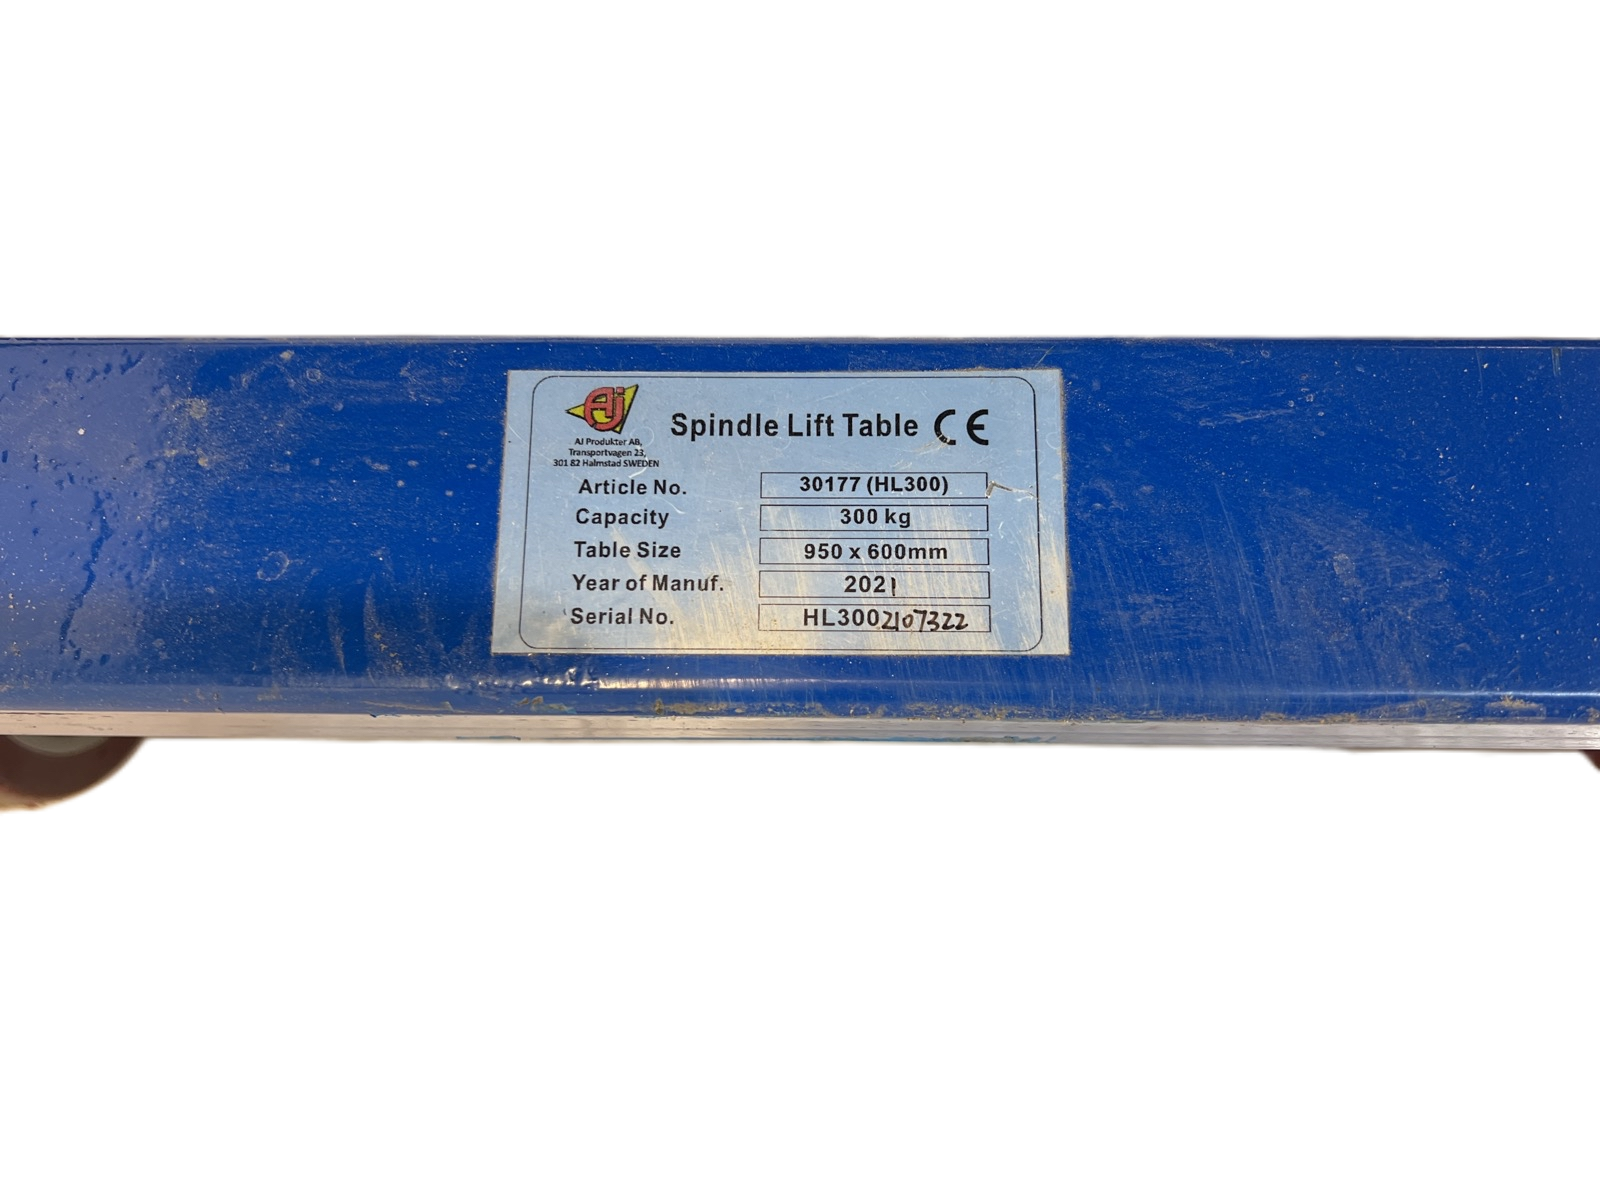 Aj
AJ Produkter AB,
Transportvagen 23,
301 82 Halmstad SWEDEN
Spindle Lift Table CE
Article No. 30177 (HL300)
Capacity 300 kg
Table Size 950 x 600mm
Year of Manuf. 2021
Serial No. HL3002107322